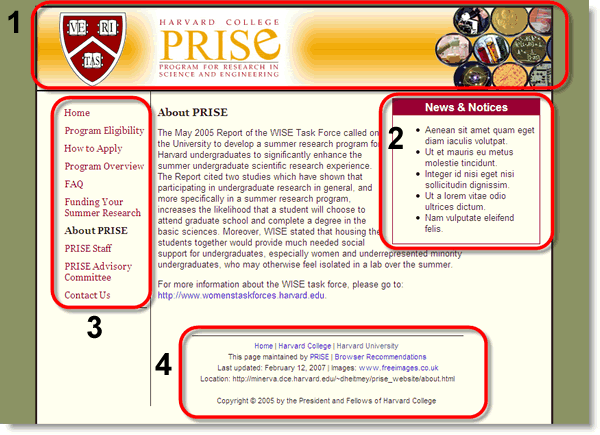 1
VE RI
TAS
HARVARD COLLEGE
PRISE
PROGRAM FOR RESEARCH IN
SCIENCE AND ENGINEERING
Home
Program Eligibility
How to Apply
Program Overview
FAQ
Funding Your
Summer Research
About PRISE
PRISE Staff
PRISE Advisory
Committee
Contact Us
3
About PRISE
The May 2005 Report of the WISE Task Force called on
the University to develop a summer research program for
Harvard undergraduates to significantly enhance the
summer undergraduate scientific research experience.
The Report cited two studies which have shown that
participating in undergraduate research in general, and
more specifically in a summer research program,
increases the likelihood that a student will choose to
attend graduate school and complete a degree in the
basic sciences. Moreover, WISE stated that housing the
students together would provide much needed social
support for undergraduates, especially women and underrepresented minority
undergraduates, who may otherwise feel isolated in a lab over the summer.
For more information about the WISE task force, please go to:
http://www.womenstaskforces.harvard.edu.
2
News & Notices
Aenean sit amet quam eget
diam iaculis volutpat.
Ut et mauris eu metus
molestie tincidunt.
Integer id nisi eget nisi
sollicitudin dignissim.
Ut a lorem vitae odio
ultrices dictum.
Nam vulputate eleifend
felis.
4
Home | Harvard College | Harvard University
This page maintained by PRISE | Browser Recommendations
Last updated: February 12, 2007 | Images: www.freeimages.co.uk
Location: http://minerva.dce.harvard.edu/~dheitmey/prise_website/about.html
Copyright © 2005 by the President and Fellows of Harvard College